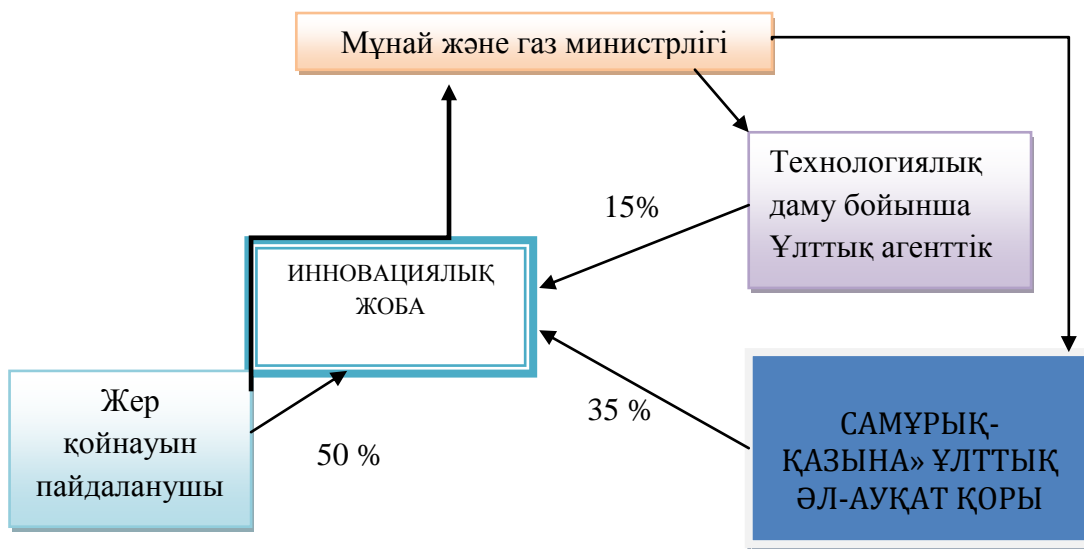 Мұнай және газ министрлігі
Технологиялық
даму бойынша
Ұлттық агенттік
15%
ИННОВАЦИЯЛЫҚ
ЖОБА
Жер
қойнауын
пайдаланушы
50 %
35 %
САМҰРЫҚ-
ҚАЗЫНА» ҰЛТТЫҚ
ӘЛ-АУҚАТ ҚОРЫ